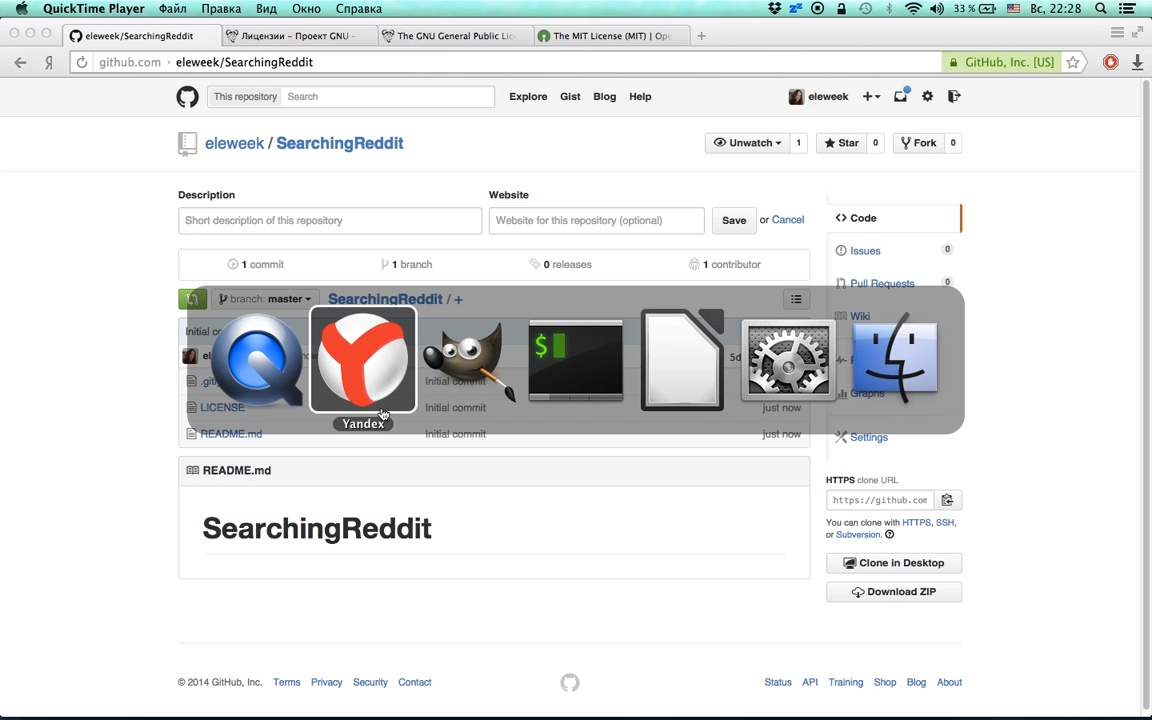 QuickTime Player Файл Правка Вид Окно Справка 33 % Вс, 22:28
eleweek/SearchingReddit Лицензии - Проект GNU - The GNU General Public Lic The MIT License (MIT) | Ope
Я github.com › eleweek/SearchingReddit GitHub, Inc. [US]
This repository Search Explore Gist Blog Help eleweek
eleweek / SearchingReddit Unwatch 1 Star 0 Fork 0
Description Website
Short description of this repository Website for this repository (optional) Save or Cancel
Code
1 commit 1 branch 0 releases 1 contributor
Issues 0
Pull Requests 0
branch: master SearchingReddit / +
Wiki
Initial co
Initial commit
Graphs
LICENSE Initial commit just now
Yandex
README.md Initial commit just now
Settings
README.md
HTTPS clone URL
https://github.com
SearchingReddit
You can clone with HTTPS, SSH,
or Subversion.
Clone in Desktop
Download ZIP
© 2014 GitHub, Inc. Terms Privacy Security Contact Status API Training Shop Blog About